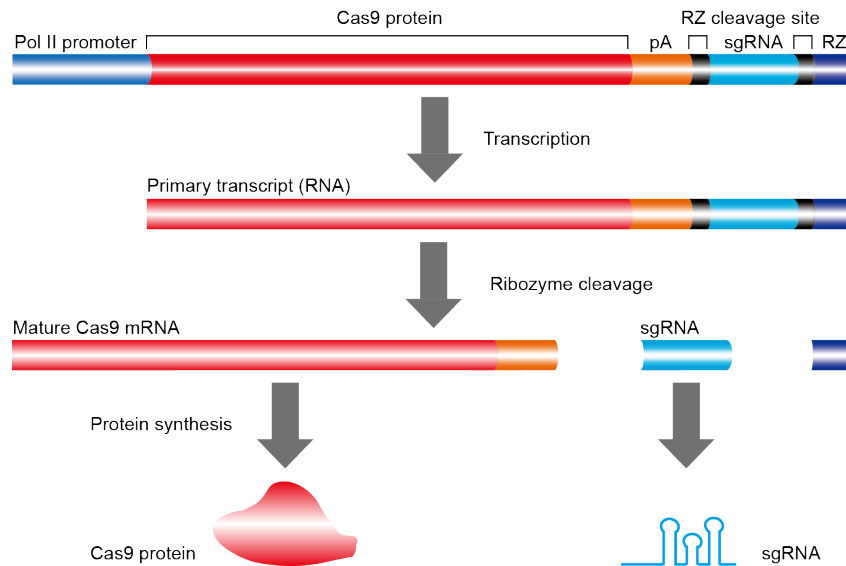 Cas9 protein
RZ cleavage site
Pol II promoter
pA
sgRNA
RZ
Transcription
Primary transcript (RNA)
Ribozyme cleavage
Mature Cas9 mRNA
sgRNA
Protein synthesis
Cas9 protein
sgRNA